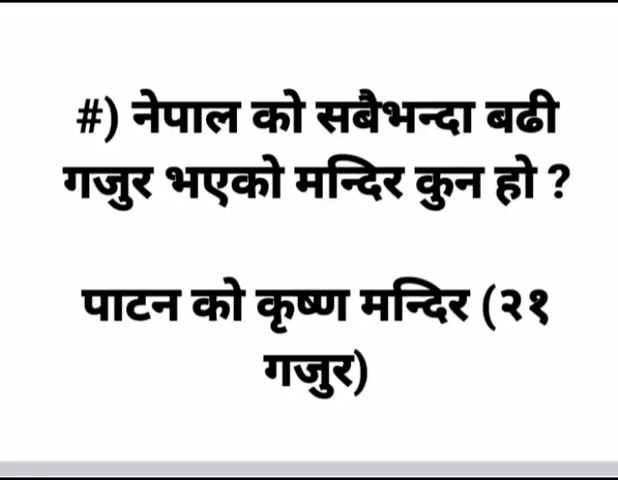 #) नेपाल को सबैभन्दा बढी
गजुर भएको मन्दिर कुन हो ?
पाटन को कृष्ण मन्दिर (२१
गजुर)